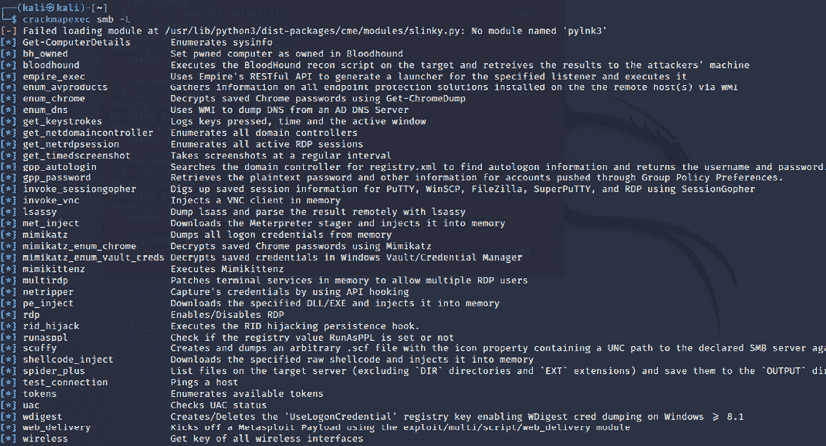 (kali㉿kali)-[~]
$ crackmapexec smb -L
[-] Failed loading module at /usr/lib/python3/dist-packages/cme/modules/slinky.py: No module named 'pylnk3'
[*] Get-ComputerDetails Enumerates sysinfo
[*] bh_owned Set pwned computer as owned in Bloodhound
[*] bloodhound Executes the BloodHound recon script on the target and retreives the results to the attackers' machine
[*] empire_exec Uses Empire's RESTful API to generate a launcher for the specified listener and executes it
[*] enum_avproducts Gathers information on all endpoint protection solutions installed on the the remote host(s) via WMI
[*] enum_chrome Decrypts saved Chrome passwords using Get-ChromeDump
[*] enum_dns Uses WMI to dump DNS from an AD DNS Server
[*] get_keystrokes Logs keys pressed, time and the active window
[*] get_netdomaincontroller Enumerates all domain controllers
[*] get_netrdpsession Enumerates all active RDP sessions
[*] get_timedscreenshot Takes screenshots at a regular interval
[*] gpp_autologin Searches the domain controller for registry.xml to find autologon information and returns the username and password.
[*] gpp_password Retrieves the plaintext password and other information for accounts pushed through Group Policy Preferences.
[*] invoke_sessiongopher Digs up saved session information for PuTTY, WinSCP, FileZilla, SuperPuTTY, and RDP using SessionGopher
[*] invoke_vnc Injects a VNC client in memory
[*] lsassy Dump lsass and parse the result remotely with lsassy
[*] met_inject Downloads the Meterpreter stager and injects it into memory
[*] mimikatz Dumps all logon credentials from memory
[*] mimikatz_enum_chrome Decrypts saved Chrome passwords using Mimikatz
[*] mimikatz_enum_vault_creds Decrypts saved credentials in Windows Vault/Credential Manager
[*] mimikittenz Executes Mimikittenz
[*] multirdp Patches terminal services in memory to allow multiple RDP users
[*] netripper Capture's credentials by using API hooking
[*] pe_inject Downloads the specified DLL/EXE and injects it into memory
[*] rdp Enables/Disables RDP
[*] rid_hijack Executes the RID hijacking persistence hook.
[*] runasppl Check if the registry value RunAsPPL is set or not
[*] scuffy Creates and dumps an arbitrary .scf file with the icon property containing a UNC path to the declared SMB server aga
[*] shellcode_inject Downloads the specified raw shellcode and injects it into memory
[*] spider_plus List files on the target server (excluding `DIR` directories and `EXT` extensions) and save them to the `OUTPUT` di
[*] test_connection Pings a host
[*] tokens Enumerates available tokens
[*] uac Checks UAC status
[*] wdigest Creates/Deletes the 'UseLogonCredential' registry key enabling WDigest cred dumping on Windows ≥ 8.1
[*] web_delivery Kicks off a Metasploit Payload using the exploit/multi/script/web_delivery module
[*] wireless Get key of all wireless interfaces